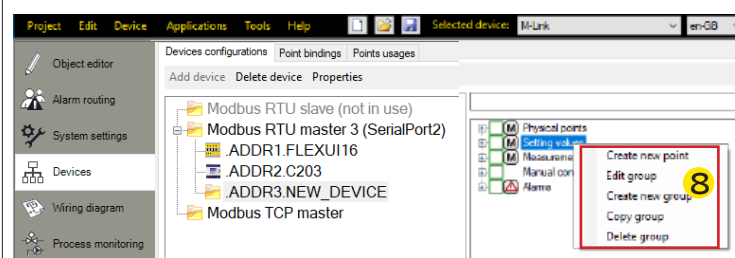 Project Edit Device Applications Tools Help Selected device: M-Link en-GB
Devices configurations Point bindings Points usages
Add device Delete device Properties
Object editor
Alarm routing
System settings
Devices
Wiring diagram
Process monitoring
Modbus RTU slave (not in use)
Modbus RTU master 3 (SerialPort2)
.ADDR1.FLEXUI16
.ADDR2.C203
.ADDR3.NEW_DEVICE
Modbus TCP master
M Physical points
M Setting values
M Measureme
Manual con
Alarms
Create new point
Edit group
Create new group
Copy group
Delete group
8